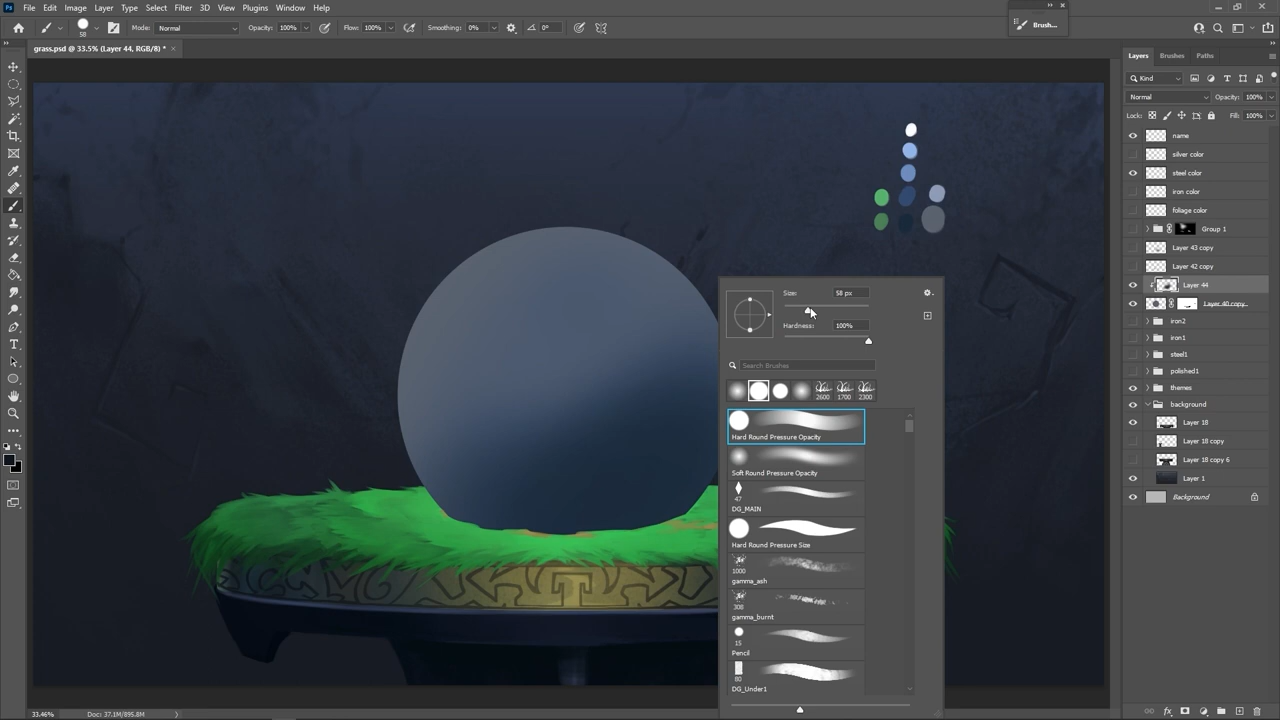 Ps File Edit Image Layer Type Select Filter 3D View Plugins Window Help
Brush...
58 Mode: Normal Opacity: 100% Flow: 100% Smoothing: 0% 0°
grass.psd @ 33.5% (Layer 44, RGB/8) *
Layers Brushes Paths
Kind
Normal Opacity: 100%
Lock: Fill: 100%
name
silver color
steel color
iron color
foliage color
Group 1
Layer 43 copy
Layer 42 copy
Layer 44
Layer 40 copy...
iron2
iron1
steel1
polished1
themes
background
Layer 18
Layer 18 copy
Layer 18 copy 6
Layer 1
Background
Size: 58 px
Hardness: 100%
Search Brushes
2600 1700 2300
Hard Round Pressure Opacity
Soft Round Pressure Opacity
47
DG_MAIN
Hard Round Pressure Size
1000
gamma_ash
308
gamma_burnt
15
Pencil
80
DG_Under1
33.46% Doc: 37.1M/895.8M
fx